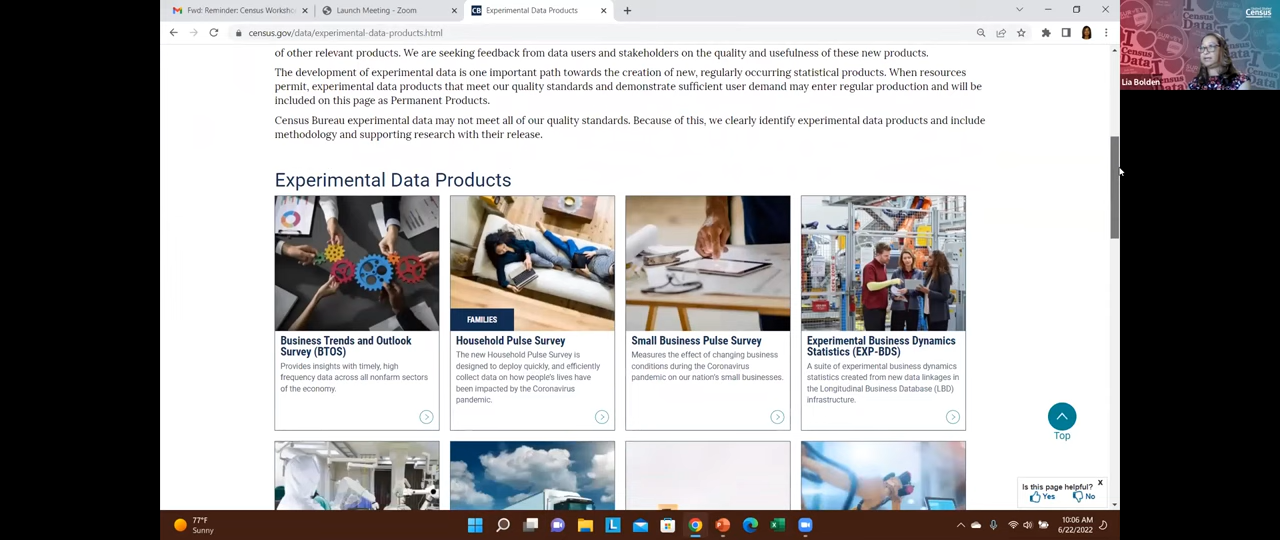 Fwd: Reminder: Census Worksho
Launch Meeting - Zoom
Experimental Data Products
census.gov/data/experimental-data-products.html
of other relevant products. We are seeking feedback from data users and stakeholders on the quality and usefulness of these new products.
The development of experimental data is one important path towards the creation of new, regularly occurring statistical products. When resources
permit, experimental data products that meet our quality standards and demonstrate sufficient user demand may enter regular production and will be
included on this page as Permanent Products.
Census Bureau experimental data may not meet all of our quality standards. Because of this, we clearly identify experimental data products and include
methodology and supporting research with their release.
Experimental Data Products
Business Trends and Outlook
Survey (BTOS)
Provides insights with timely, high
frequency data across all nonfarm sectors
of the economy.
FAMILIES
Household Pulse Survey
The new Household Pulse Survey is
designed to deploy quickly, and efficiently
collect data on how people's lives have
been impacted by the Coronavirus
pandemic.
Small Business Pulse Survey
Measures the effect of changing business
conditions during the Coronavirus
pandemic on our nation's small businesses.
Experimental Business Dynamics
Statistics (EXP-BDS)
A suite of experimental business dynamics
statistics created from new data linkages in
the Longitudinal Business Database (LBD)
infrastructure.
Top
Is this page helpful?
X
Yes
No
77°F
Sunny
10:06 AM
6/22/2022
Census
I
Census
Data
Lia Bolden